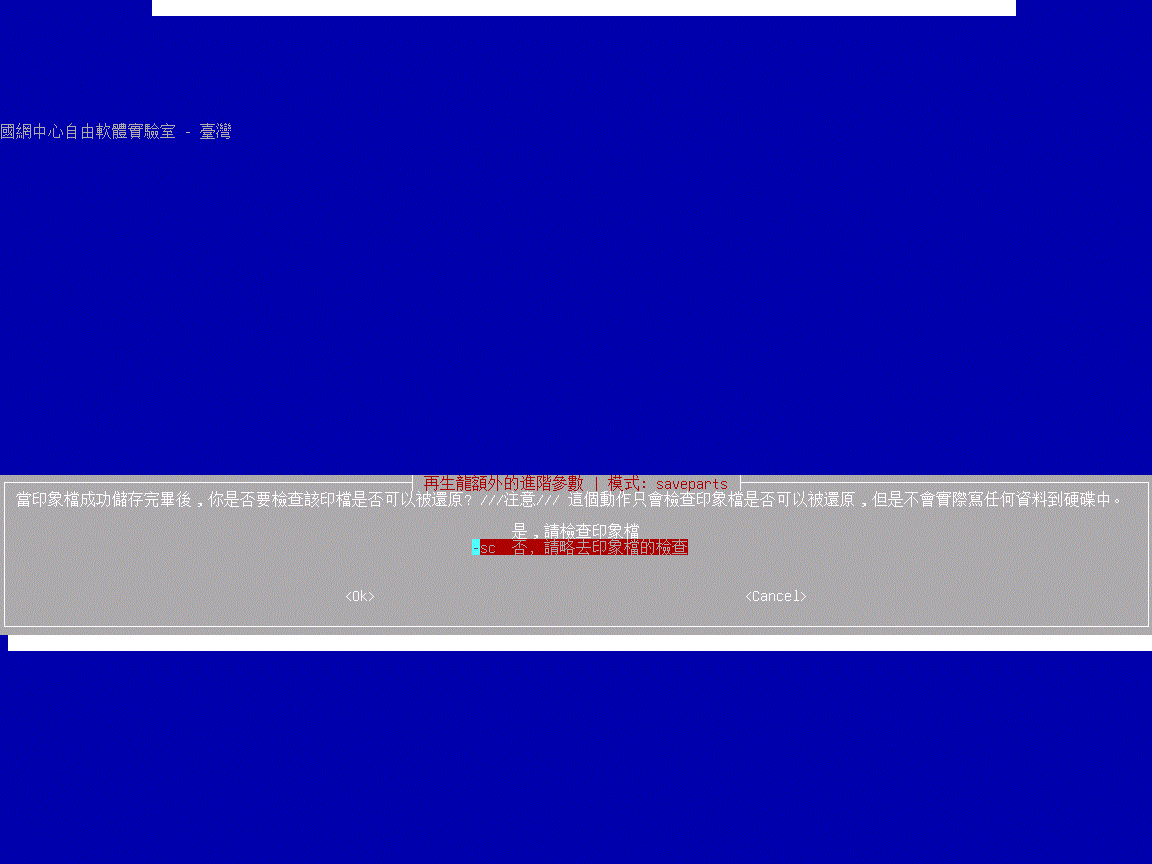 國網中心自由軟體實驗室 - 臺灣
再生龍額外的進階參數 | 模式: saveparts
當印象檔成功儲存完畢後，你是否要檢查該印檔是否可以被還原? ///注意/// 這個動作只會檢查印象檔是否可以被還原，但是不會實際寫任何資料到硬碟中。
是，請檢查印象檔
-sc 否, 請略去印象檔的檢查
<Ok> <Cancel>